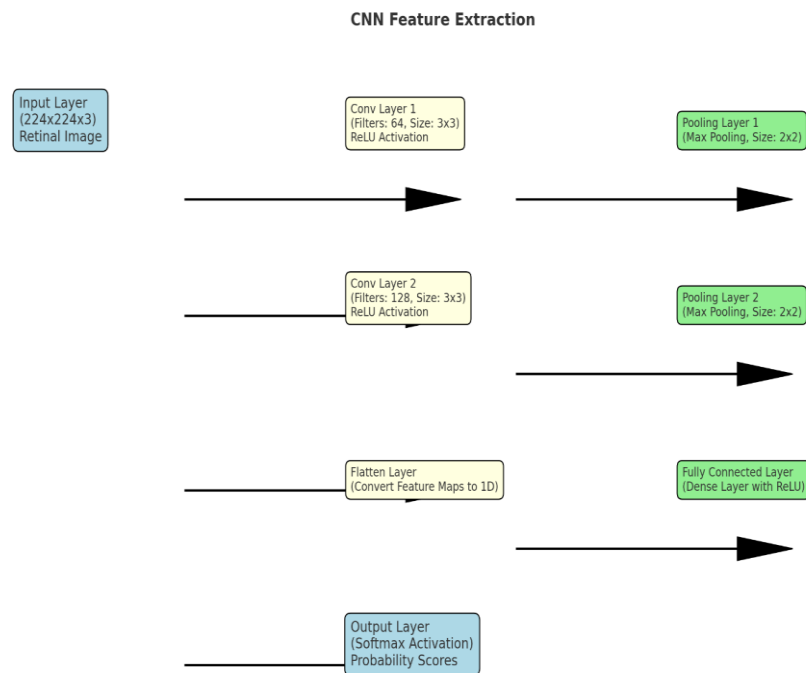 CNN Feature Extraction
Input Layer
(224x224x3)
Retinal Image
Conv Layer 1
(Filters: 64, Size: 3x3)
ReLU Activation
Pooling Layer 1
(Max Pooling, Size: 2x2)
Conv Layer 2
(Filters: 128, Size: 3x3)
ReLU Activation
Pooling Layer 2
(Max Pooling, Size: 2x2)
Flatten Layer
(Convert Feature Maps to 1D)
Fully Connected Layer
(Dense Layer with ReLU)
Output Layer
(Softmax Activation)
Probability Scores